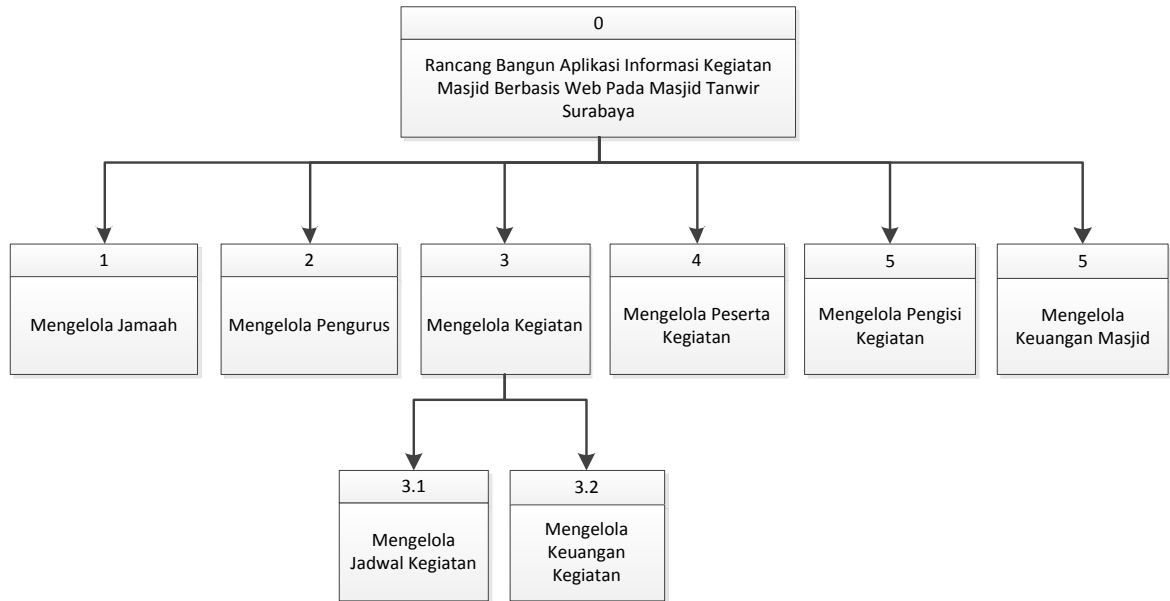 0
Rancang Bangun Aplikasi Informasi Kegiatan
Masjid Berbasis Web Pada Masjid Tanwir
Surabaya
1
Mengelola Jamaah
2
Mengelola Pengurus
3
Mengelola Kegiatan
4
Mengelola Peserta
Kegiatan
5
Mengelola Pengisi
Kegiatan
5
Mengelola
Keuangan Masjid
3.1
Mengelola
Jadwal Kegiatan
3.2
Mengelola
Keuangan
Kegiatan